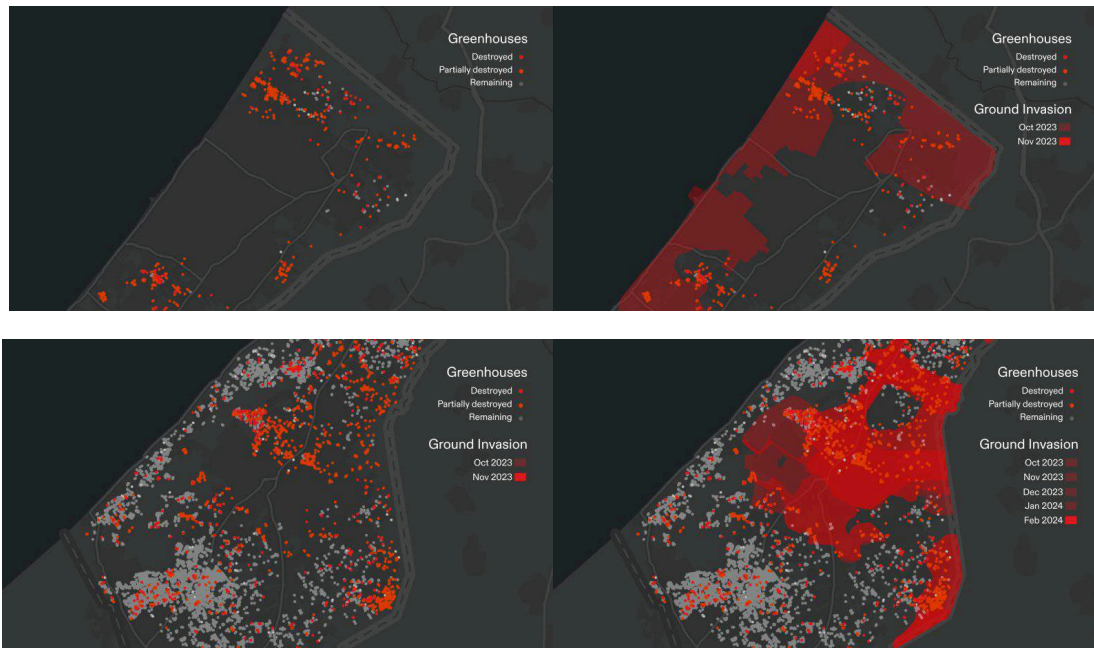 Greenhouses
Destroyed
Partially destroyed
Remaining
Greenhouses
Destroyed
Partially destroyed
Remaining
Ground Invasion
Oct 2023
Nov 2023
Greenhouses
Destroyed
Partially destroyed
Remaining
Ground Invasion
Oct 2023
Nov 2023
Greenhouses
Destroyed
Partially destroyed
Remaining
Ground Invasion
Oct 2023
Nov 2023
Dec 2023
Jan 2024
Feb 2024